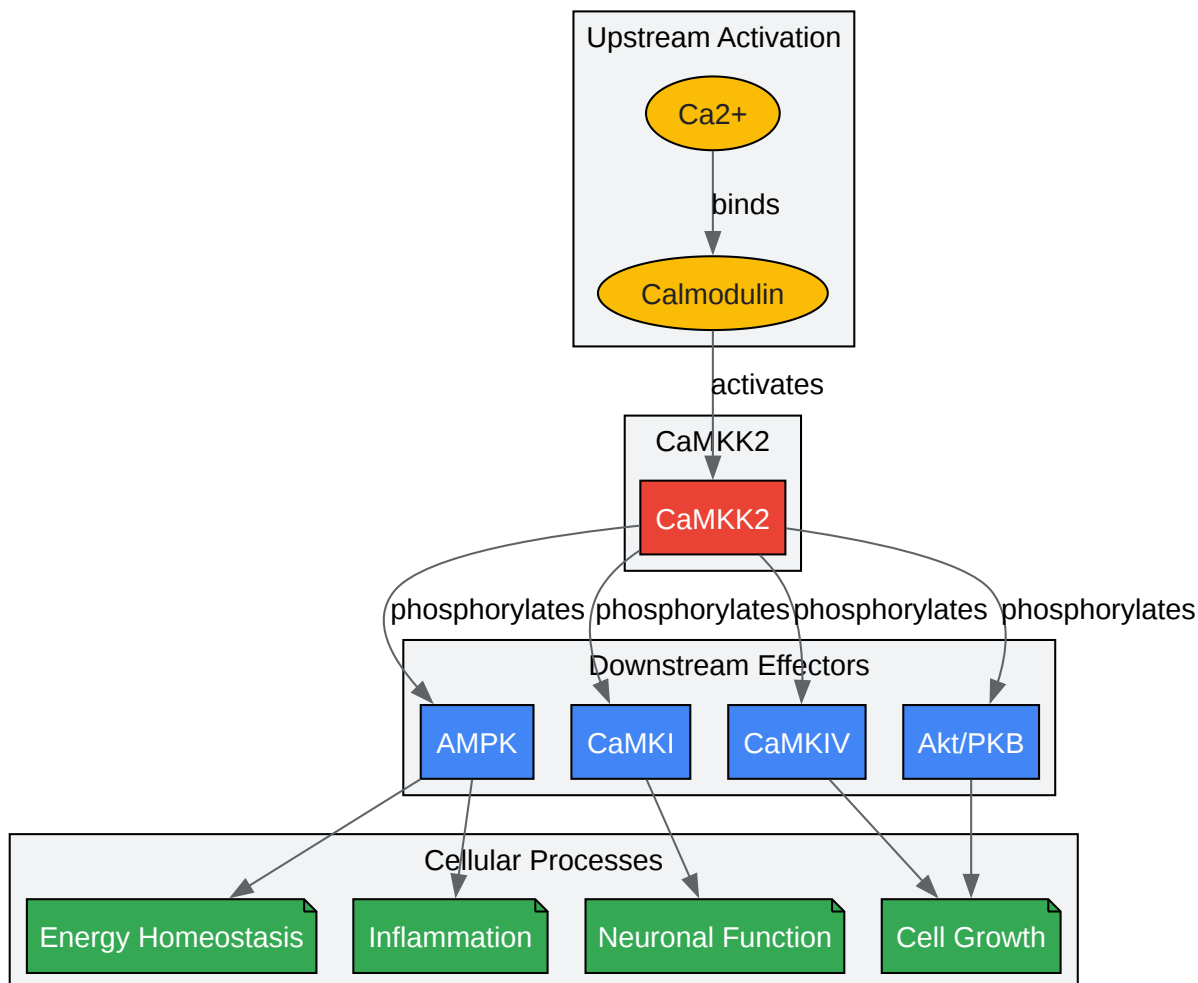 Upstream Activation
Ca2+
binds
Calmodulin
activates
CaMKK2
CaMKK2
phosphorylates
phosphorylates
phosphorylates
phosphorylates
Downstream Effectors
AMPK
CaMKI
CaMKIV
Akt/PKB
Cellular Processes
Energy Homeostasis
Inflammation
Neuronal Function
Cell Growth